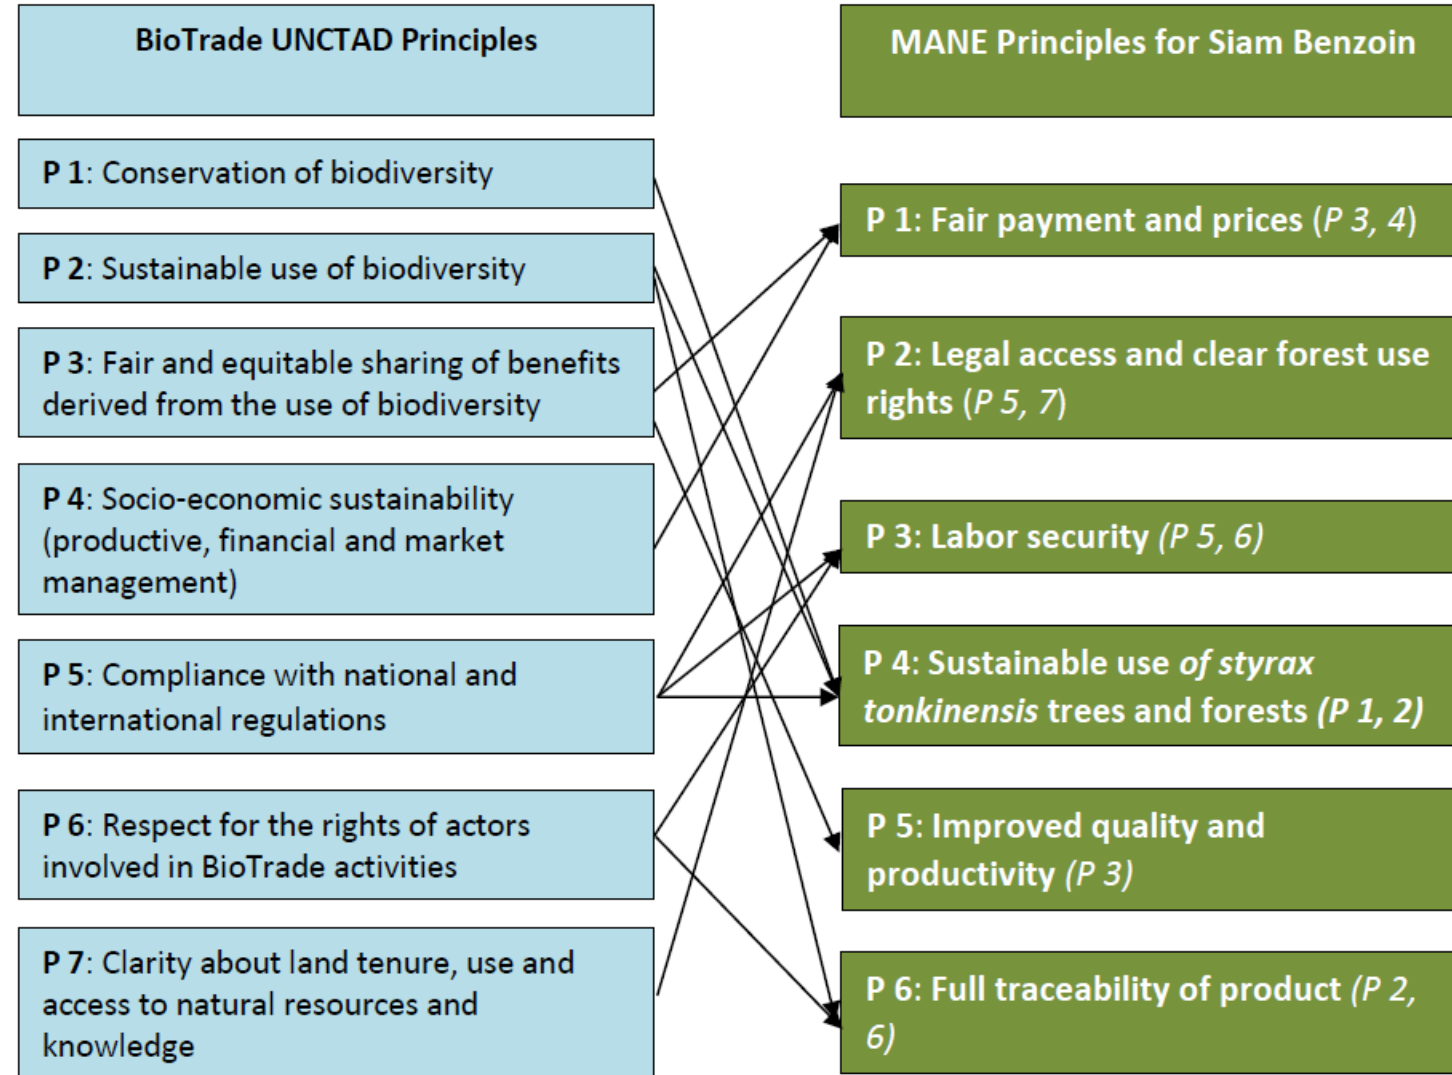 BioTrade UNCTAD Principles
P 1: Conservation of biodiversity
P 2: Sustainable use of biodiversity
P 3: Fair and equitable sharing of benefits
derived from the use of biodiversity
P 4: Socio-economic sustainability
(productive, financial and market
management)
P 5: Compliance with national and
international regulations
P 6: Respect for the rights of actors
involved in BioTrade activities
P 7: Clarity about land tenure, use and
access to natural resources and
knowledge
MANE Principles for Siam Benzoin
P 1: Fair payment and prices (P 3, 4)
P 2: Legal access and clear forest use
rights (P 5, 7)
P 3: Labor security (P 5, 6)
P 4: Sustainable use of styrax
tonkinensis trees and forests (P 1, 2)
P 5: Improved quality and
productivity (P 3)
P 6: Full traceability of product (P 2,
6)